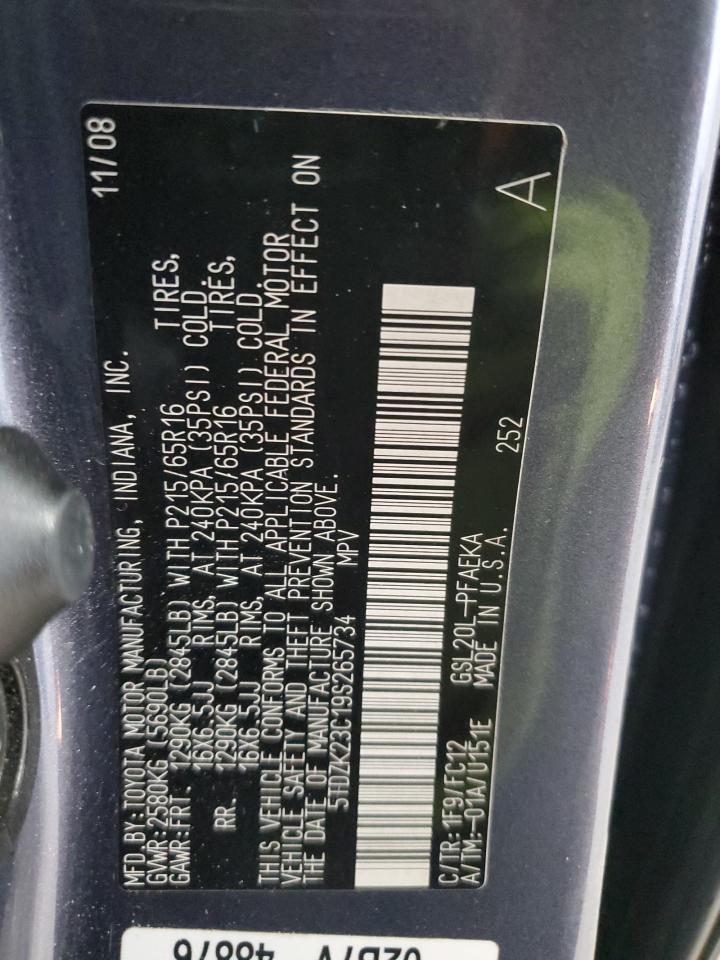 11/08
MFD.BY:TOYOTA MOTOR MANUFACTURING, INDIANA, INC.
GVWR:2580KG (5690LB)
GAWR:FRT. 1290KG (2845LB) WITH P215/65R16 TIRES,
16X6.5JJ RIMS, AT 240KPA (35PSI) COLD
RR. 1290KG (2845LB) WITH P215/65R16 TIRES,
16X6.5JJ RIMS, AT 240KPA (35PSI) COLD.
THIS VEHICLE CONFORMS TO ALL APPLICABLE FEDERAL MOTOR
VEHICLE SAFETY AND THEFT PREVENTION STANDARDS IN EFFECT ON
THE DATE OF MANUFACTURE SHOWN ABOVE.
5TDZK23C19S265734 MPV
C/TR:1F9/FC12 GSL20L-PFAEKA 252
A/TM:-01A/U151E MADE IN U.S.A.
A